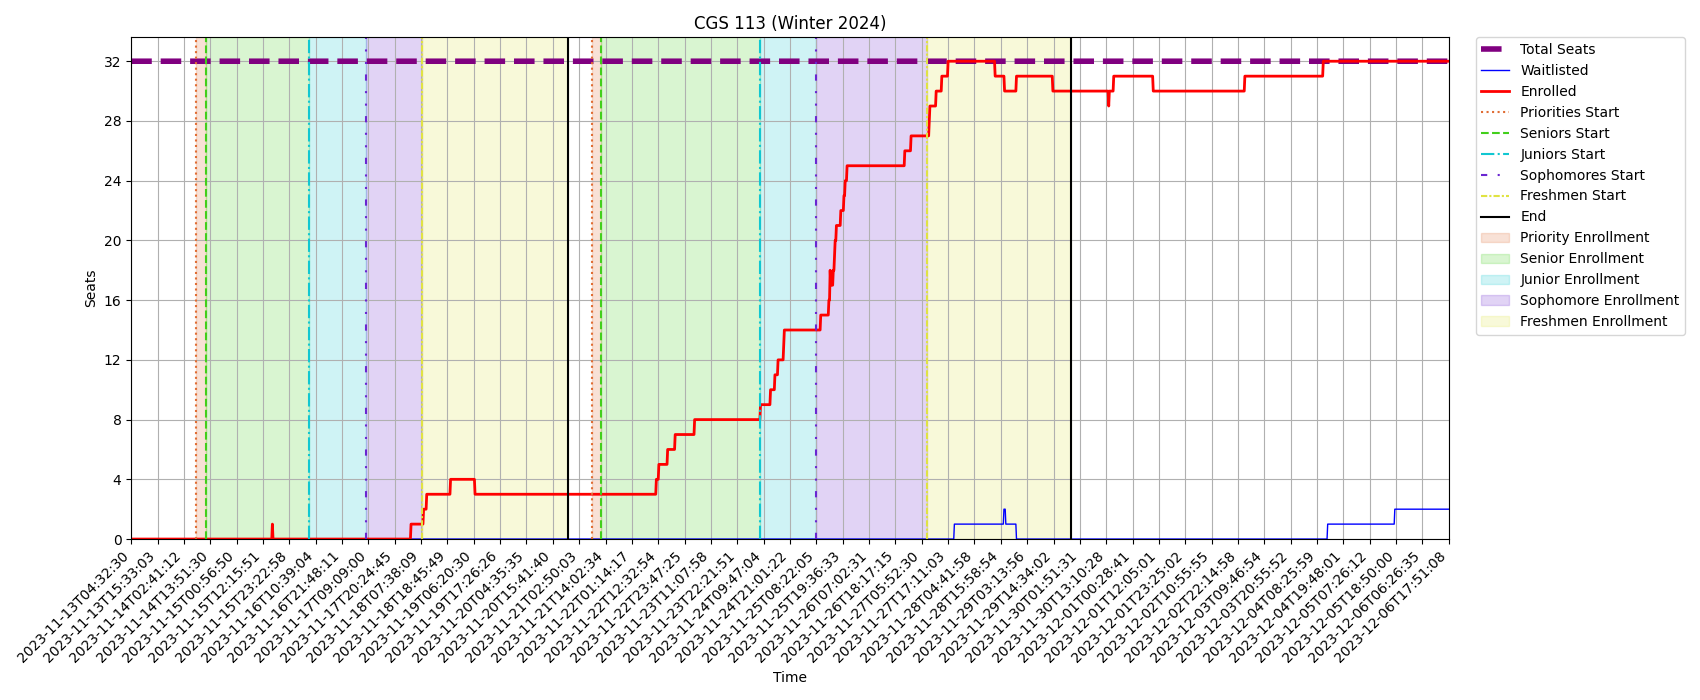 CGS 113 (Winter 2024)
Seats
32
28
24
20
16
12
8
4
0
2023-11-13T04:32:30
2023-11-13T15:33:03
2023-11-14T02:41:12
2023-11-14T13:51:30
2023-11-15T00:56:50
2023-11-15T12:15:51
2023-11-15T23:22:58
2023-11-16T10:39:04
2023-11-16T21:48:11
2023-11-17T09:09:00
2023-11-17T20:24:45
2023-11-18T07:38:09
2023-11-18T18:45:49
2023-11-19T06:20:30
2023-11-19T17:26:26
2023-11-20T04:35:35
2023-11-20T15:41:40
2023-11-21T02:50:03
2023-11-21T14:02:34
2023-11-22T01:14:17
2023-11-22T12:32:54
2023-11-22T23:47:25
2023-11-23T11:07:58
2023-11-23T22:21:51
2023-11-24T09:47:04
2023-11-24T21:01:22
2023-11-25T08:22:05
2023-11-25T19:36:33
2023-11-26T07:02:31
2023-11-26T18:17:15
2023-11-27T05:52:30
2023-11-27T17:11:03
2023-11-28T04:41:58
2023-11-28T15:58:54
2023-11-29T03:13:56
2023-11-29T14:34:02
2023-11-30T01:51:31
2023-11-30T13:10:28
2023-12-01T00:28:41
2023-12-01T12:05:01
2023-12-01T23:25:02
2023-12-02T10:55:55
2023-12-02T22:14:58
2023-12-03T09:46:54
2023-12-03T20:55:52
2023-12-04T08:25:59
2023-12-04T19:48:01
2023-12-05T07:26:12
2023-12-05T18:50:00
2023-12-06T06:26:35
2023-12-06T17:51:08
Time
Total Seats
Waitlisted
Enrolled
Priorities Start
Seniors Start
Juniors Start
Sophomores Start
Freshmen Start
End
Priority Enrollment
Senior Enrollment
Junior Enrollment
Sophomore Enrollment
Freshmen Enrollment